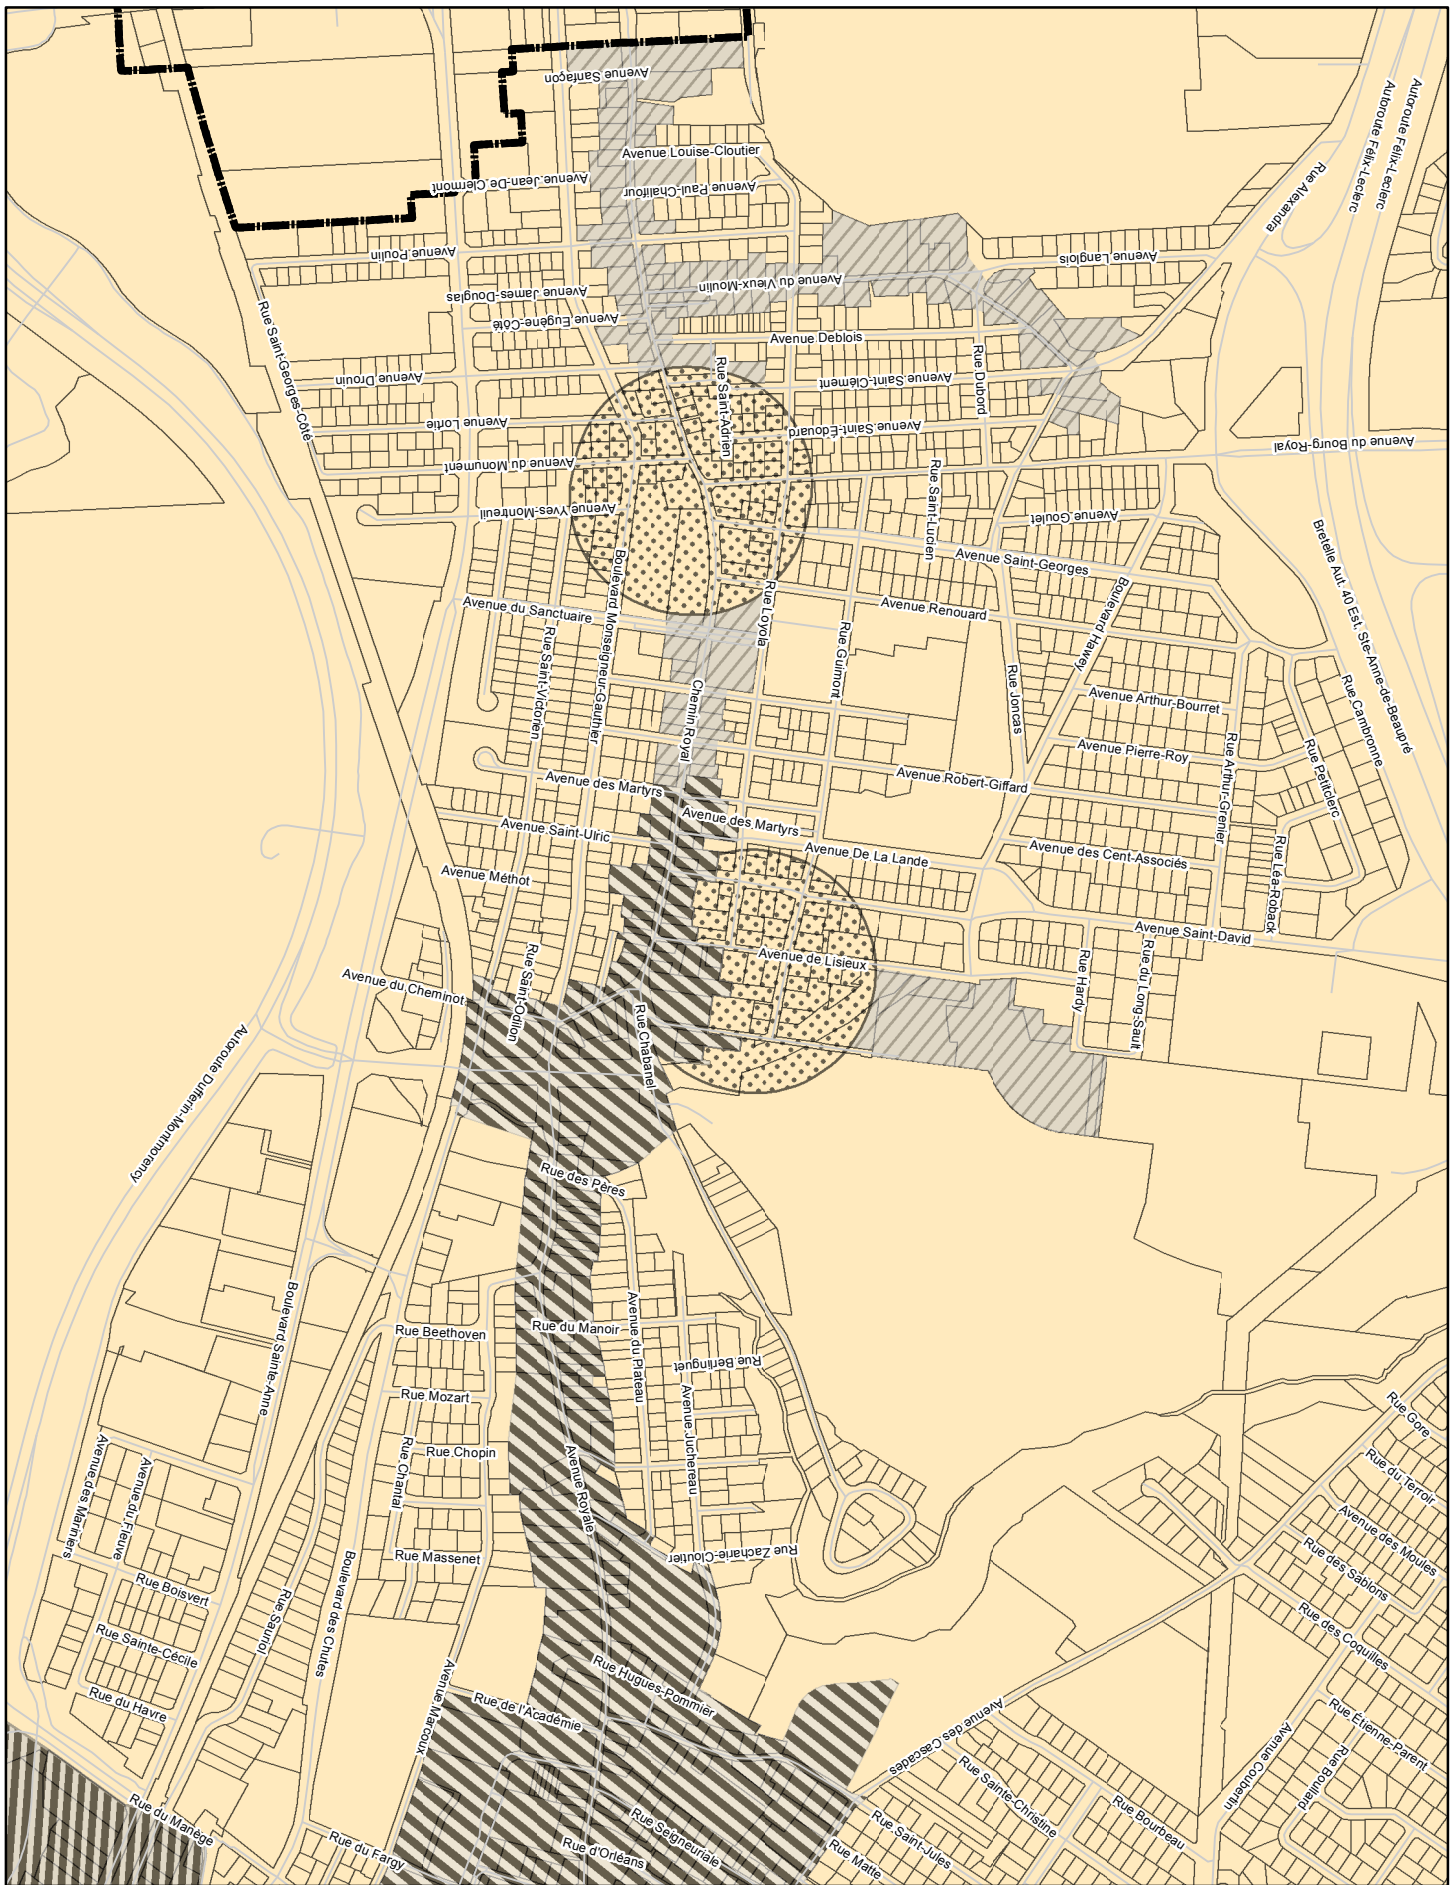 Avenue Sanfaçon
Autoroute Félix-Leclerc
Autoroute Félix-Leclerc
Avenue Louise-Cloutier
Avenue Jean-De Clermont
Avenue Paul-Chalifour
Rue Alexandra
Avenue Poulin
Avenue Langlois
Avenue du Vieux-Moulin
Avenue James-Douglas
Avenue Eugène-Côté
Rue Saint-Georges-Côté
Avenue Deblois
Rue Dubord
Avenue Drouin
Avenue Saint-Clément
Rue Saint-Adrien
Avenue Lortie
Avenue Saint-Édouard
Avenue du Bourg-Royal
Avenue du Monument
Rue Saint-Lucien
Avenue Yves-Montreuil
Avenue Goulet
Bretelle Aut. 40 Est, Ste-Anne-de-Beaupré
Avenue Saint-Georges
Boulevard Monseigneur-Gauthier
Boulevard Hawey
Rue Loyola
Avenue du Sanctuaire
Avenue Renouard
Rue Saint-Victorien
Rue Guimont
Rue Joncas
Rue Cambronne
Chemin Royal
Avenue Arthur-Bourret
Rue Arthur-Grenier
Avenue Pierre-Roy
Rue Petitclerc
Avenue des Martyrs
Avenue Robert-Giffard
Avenue des Martyrs
Avenue Saint-Ulric
Avenue De La Lande
Avenue des Cent-Associés
Rue Léa-Roback
Avenue Méthot
Avenue Saint-David
Rue Saint-Odilon
Avenue de Lisieux
Rue Hardy
Rue du Long-Sault
Avenue du Cheminot
Rue Chabanel
Autoroute Dufferin-Montmorency
Rue des Pères
Boulevard Sainte-Anne
Avenue du Plateau
Rue Beethoven
Rue du Manoir
Rue Berlinguet
Rue Mozart
Avenue Juchereau
Rue Gore
Avenue des Mariniers
Rue Chantal
Rue Chopin
Avenue Royale
Rue du Terroir
Avenue du Fleuve
Avenue des Moules
Rue Massenet
Rue Zacharie-Cloutier
Rue des Sablons
Boulevard des Chutes
Rue Boisvert
Rue Sauriol
Rue des Coquilles
Rue Sainte-Cécile
Avenue Marcoux
Rue Hugues-Pommier
Rue du Havre
Rue de l'Académie
Avenue des Cascades
Rue Étienne-Parent
Avenue Coubertin
Rue Boullard
Rue Sainte-Christine
Rue du Manège
Rue Bourbeau
Rue Seigneuriale
Rue Saint-Jules
Rue du Fargy
Rue d'Orléans
Rue Matte